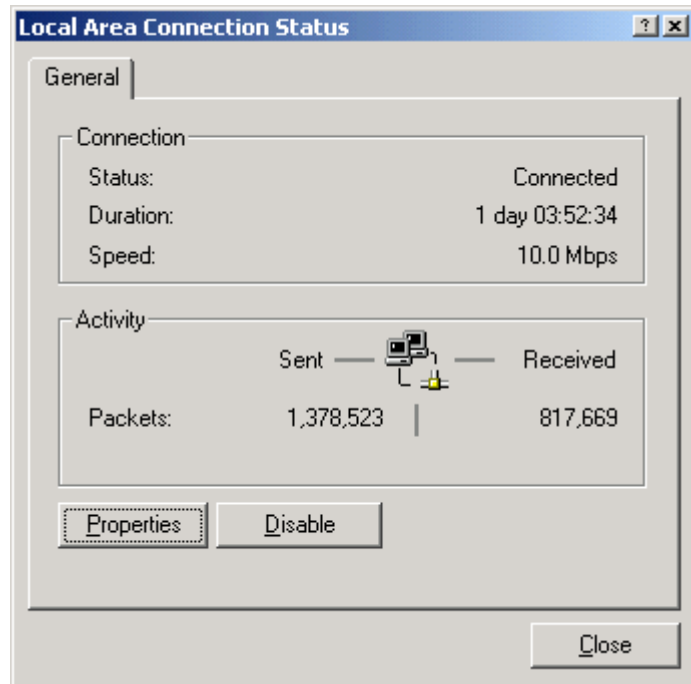 Local Area Connection Status
General
Connection
Status: Connected
Duration: 1 day 03:52:34
Speed: 10.0 Mbps
Activity
Sent Received
Packets: 1,378,523 817,669
Properties Disable
Close